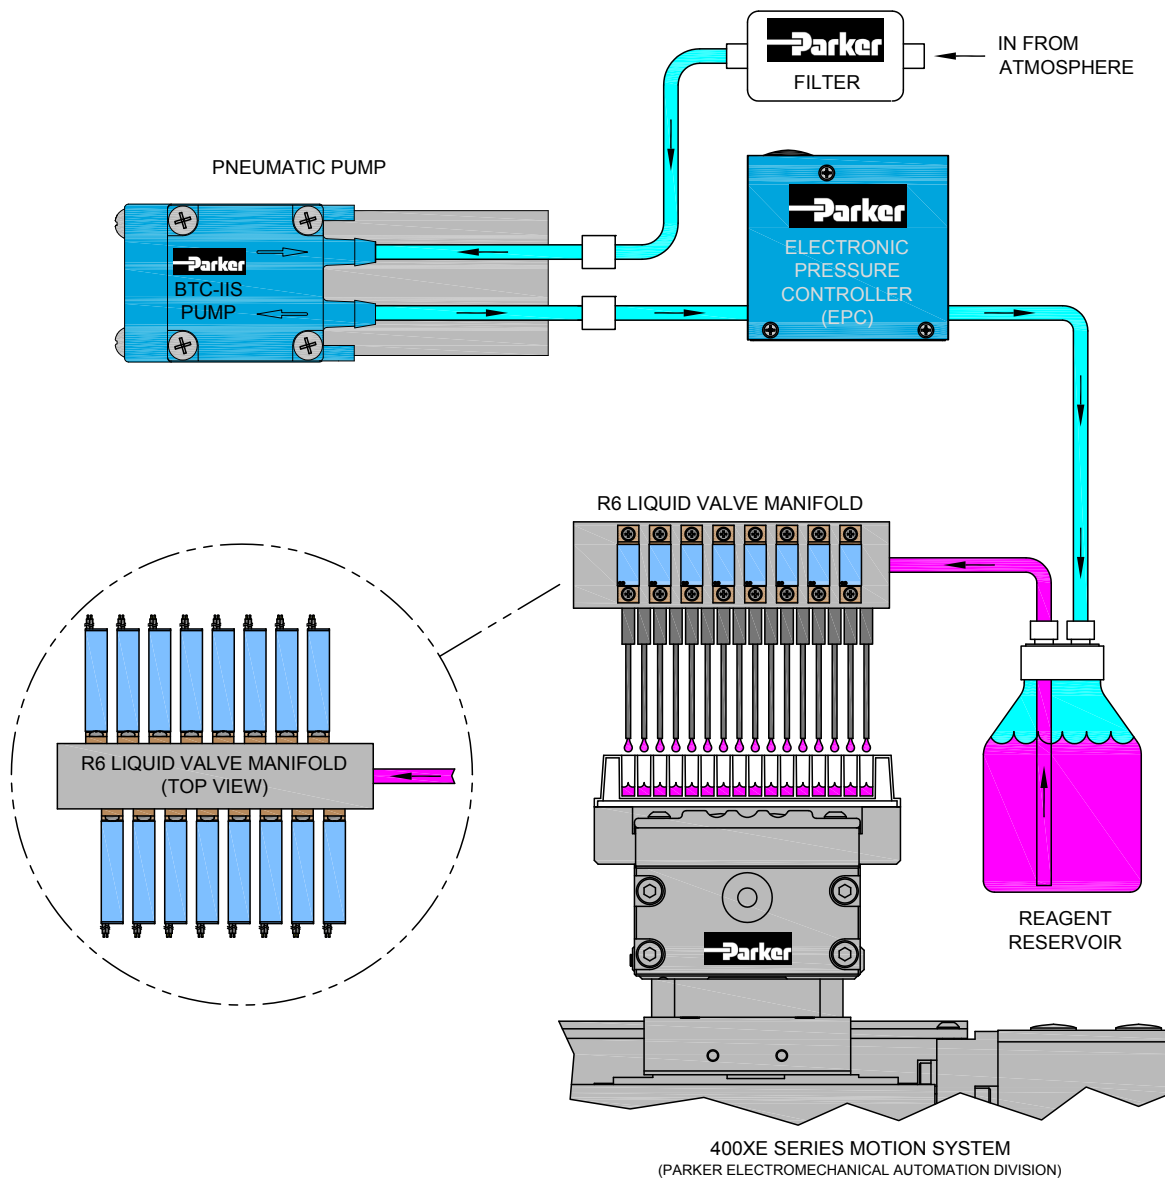 Parker
FILTER
IN FROM
ATMOSPHERE
PNEUMATIC PUMP
Parker
BTC-IIS
PUMP
Parker
ELECTRONIC
PRESSURE
CONTROLLER
(EPC)
R6 LIQUID VALVE MANIFOLD
R6 LIQUID VALVE MANIFOLD
(TOP VIEW)
REAGENT
RESERVOIR
Parker
400XE SERIES MOTION SYSTEM
(PARKER ELECTROMECHANICAL AUTOMATION DIVISION)